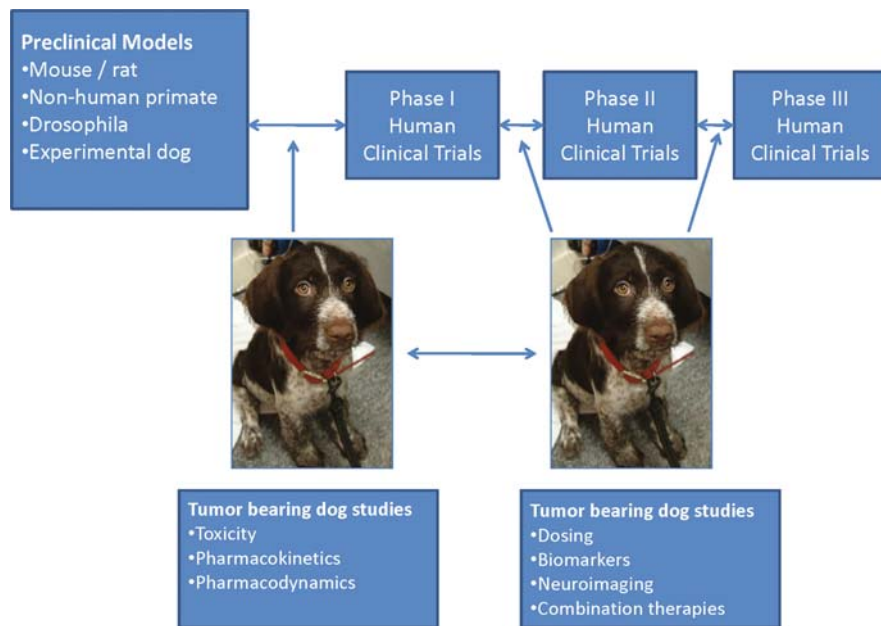 Preclinical Models
•Mouse / rat
•Non-human primate
•Drosophila
•Experimental dog
Phase I
Human
Clinical Trials
Phase II
Human
Clinical Trials
Phase III
Human
Clinical Trials
Tumor bearing dog studies
•Toxicity
•Pharmacokinetics
•Pharmacodynamics
Tumor bearing dog studies
•Dosing
•Biomarkers
•Neuroimaging
•Combination therapies